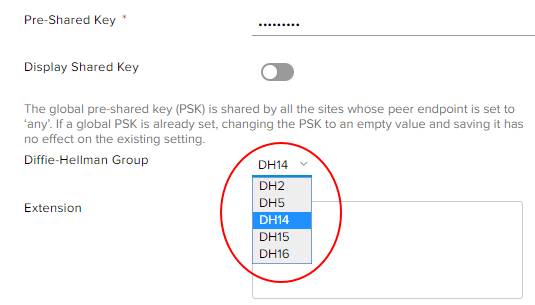 Pre-Shared Key *
•••••••••
Display Shared Key
The global pre-shared key (PSK) is shared by all the sites whose peer endpoint is set to
‘any’. If a global PSK is already set, changing the PSK to an empty value and saving it has
no effect on the existing setting.
Diffie-Hellman Group
DH14
DH2
DH5
DH14
DH15
DH16
Extension